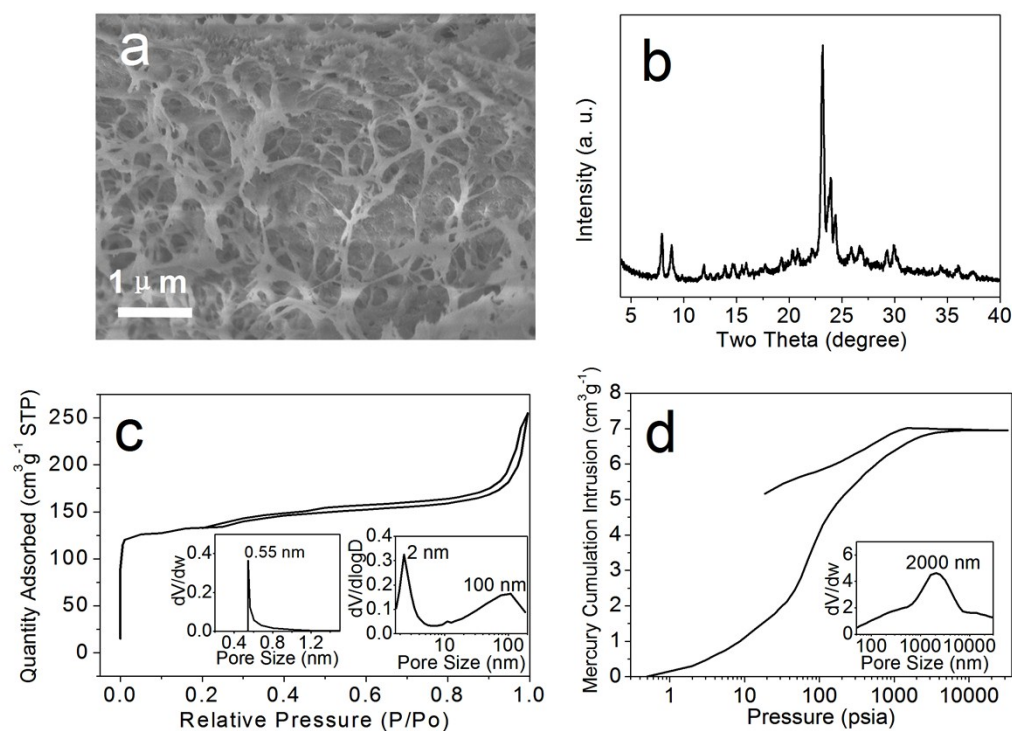 a
1 μm
b
Intensity (a. u.)
5 10 15 20 25 30 35 40
Two Theta (degree)
c
Quantity Adsorbed (cm³g⁻¹ STP)
250
200
150
100
50
0
0.0 0.2 0.4 0.6 0.8 1.0
Relative Pressure (P/Po)
dV/dw
0.4
0.2
0.0
0.55 nm
0.4 0.8 1.2
Pore Size (nm)
dV/dlogD
0.4
0.3
0.2
0.1
0.0
2 nm
100 nm
10 100
Pore Size (nm)
d
Mercury Cumulation Intrusion (cm³g⁻¹)
8
7
6
5
4
3
2
1
0
1 10 100 1000 10000
Pressure (psia)
dV/dw
6
4
2
0
2000 nm
100 1000 10000
Pore Size (nm)